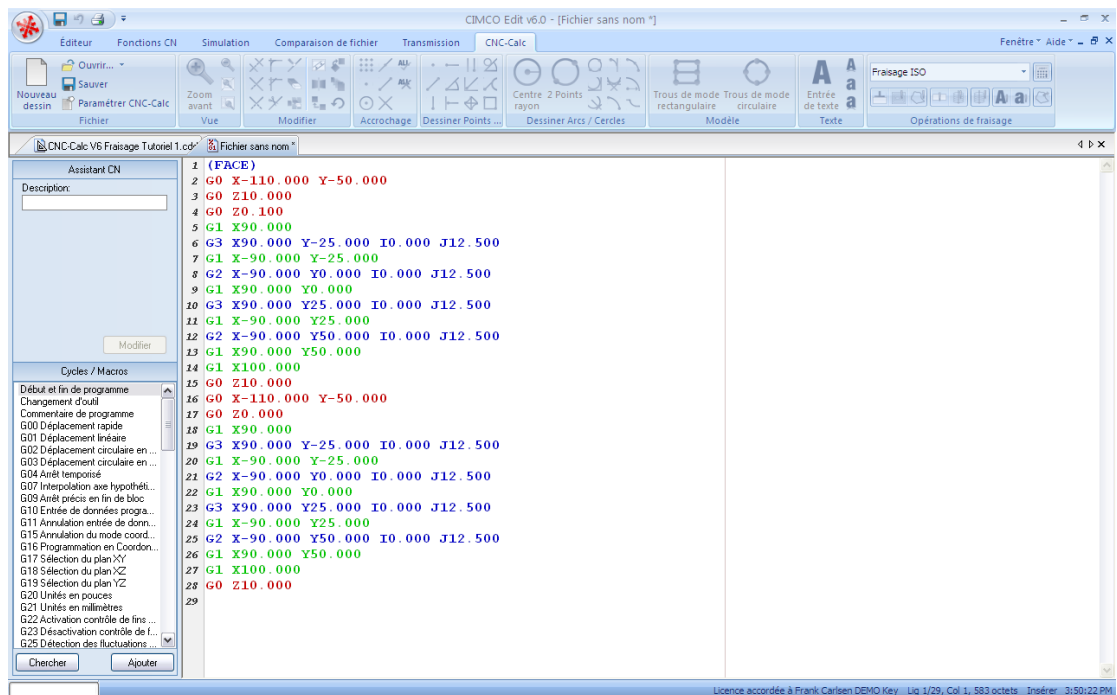 CIMCO Edit v6.0 - [Fichier sans nom *]
Éditeur Fonctions CN Simulation Comparaison de fichier Transmission CNC-Calc Fenêtre Aide
Nouveau dessin
Ouvrir...
Sauver
Paramétrer CNC-Calc
Fichier
Zoom avant
Vue
Modifier
Accrochage
Dessiner Points ...
Centre rayon
2 Points
Dessiner Arcs / Cercles
Trous de mode rectangulaire
Trous de mode circulaire
Modèle
Entrée de texte
Texte
Fraisage ISO
Opérations de fraisage
CNC-Calc V6 Fraisage Tutoriel 1.cdd*
Fichier sans nom *
Assistant CN
Description:
Modifier
Cycles / Macros
Début et fin de programme
Changement d'outil
Commentaire de programme
G00 Déplacement rapide
G01 Déplacement linéaire
G02 Déplacement circulaire en ...
G03 Déplacement circulaire en ...
G04 Arrêt temporisé
G07 Interpolation axe hypothéti...
G09 Arrêt précis en fin de bloc
G10 Entrée de données progra...
G11 Annulation entrée de donn...
G15 Annulation du mode coord...
G16 Programmation en Coordon...
G17 Sélection du plan XY
G18 Sélection du plan XZ
G19 Sélection du plan YZ
G20 Unités en pouces
G21 Unités en millimètres
G22 Activation contrôle de fins ...
G23 Désactivation contrôle de f...
G25 Détection des fluctuations ...
Chercher
Ajouter
1 (FACE)
2 G0 X-110.000 Y-50.000
3 G0 Z10.000
4 G0 Z0.100
5 G1 X90.000
6 G3 X90.000 Y-25.000 I0.000 J12.500
7 G1 X-90.000 Y-25.000
8 G2 X-90.000 Y0.000 I0.000 J12.500
9 G1 X90.000 Y0.000
10 G3 X90.000 Y25.000 I0.000 J12.500
11 G1 X-90.000 Y25.000
12 G2 X-90.000 Y50.000 I0.000 J12.500
13 G1 X90.000 Y50.000
14 G1 X100.000
15 G0 Z10.000
16 G0 X-110.000 Y-50.000
17 G0 Z0.000
18 G1 X90.000
19 G3 X90.000 Y-25.000 I0.000 J12.500
20 G1 X-90.000 Y-25.000
21 G2 X-90.000 Y0.000 I0.000 J12.500
22 G1 X90.000 Y0.000
23 G3 X90.000 Y25.000 I0.000 J12.500
24 G1 X-90.000 Y25.000
25 G2 X-90.000 Y50.000 I0.000 J12.500
26 G1 X90.000 Y50.000
27 G1 X100.000
28 G0 Z10.000
29
Licence accordée à Frank Carlsen DEMO Key Lig 1/29, Col 1, 583 octets Insérer 3:50:22 PM